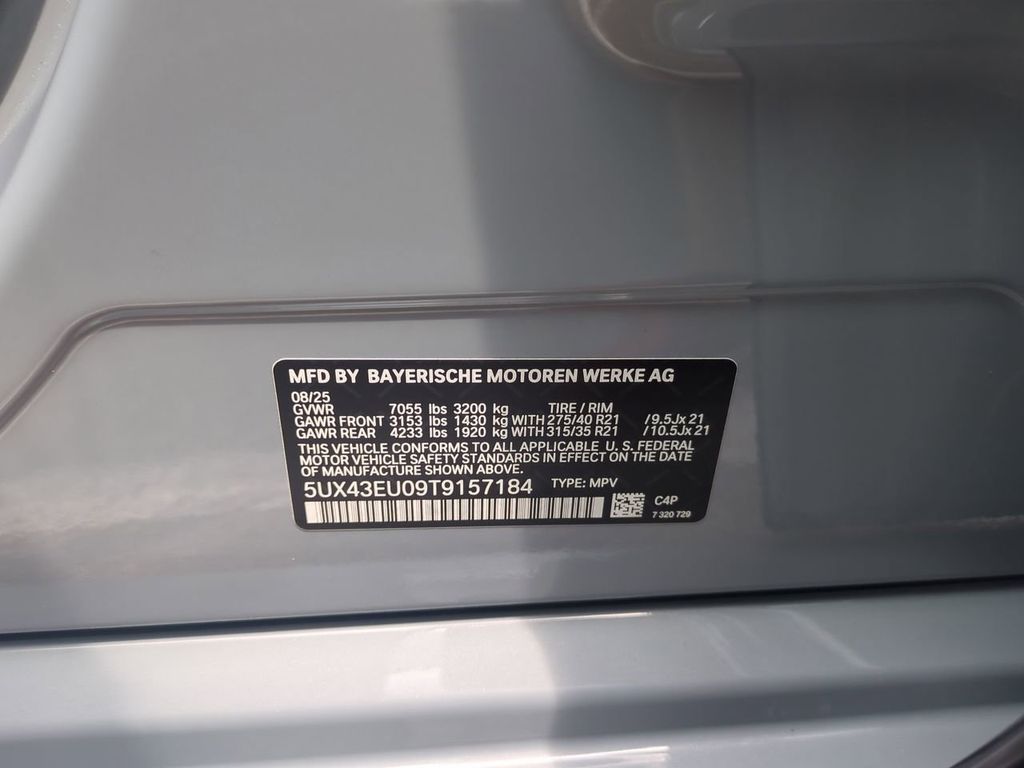 MFD BY BAYERISCHE MOTOREN WERKE AG
08/25
GVWR 7055 lbs 3200 kg TIRE / RIM
GAWR FRONT 3153 lbs 1430 kg WITH 275/40 R21 /9.5Jx 21
GAWR REAR 4233 lbs 1920 kg WITH 315/35 R21 /10.5Jx 21
THIS VEHICLE CONFORMS TO ALL APPLICABLE U. S. FEDERAL
MOTOR VEHICLE SAFETY STANDARDS IN EFFECT ON THE DATE
OF MANUFACTURE SHOWN ABOVE.
5UX43EU09T9157184 TYPE: MPV
C4P
7 320 729